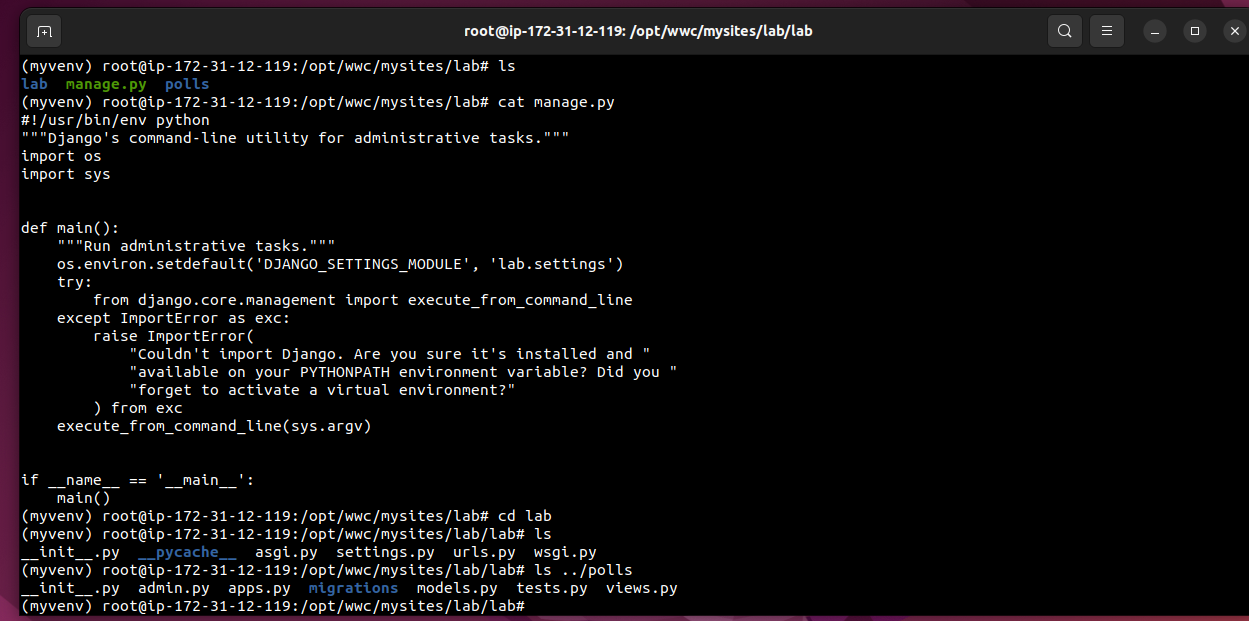 root@ip-172-31-12-119: /opt/wwc/mysites/lab/lab
(myvenv) root@ip-172-31-12-119:/opt/wwc/mysites/lab# ls
lab  manage.py  polls
(myvenv) root@ip-172-31-12-119:/opt/wwc/mysites/lab# cat manage.py
#!/usr/bin/env python
"""Django's command-line utility for administrative tasks."""
import os
import sys


def main():
    """Run administrative tasks."""
    os.environ.setdefault('DJANGO_SETTINGS_MODULE', 'lab.settings')
    try:
        from django.core.management import execute_from_command_line
    except ImportError as exc:
        raise ImportError(
            "Couldn't import Django. Are you sure it's installed and "
            "available on your PYTHONPATH environment variable? Did you "
            "forget to activate a virtual environment?"
        ) from exc
    execute_from_command_line(sys.argv)


if __name__ == '__main__':
    main()
(myvenv) root@ip-172-31-12-119:/opt/wwc/mysites/lab# cd lab
(myvenv) root@ip-172-31-12-119:/opt/wwc/mysites/lab/lab# ls
__init__.py  __pycache__  asgi.py  settings.py  urls.py  wsgi.py
(myvenv) root@ip-172-31-12-119:/opt/wwc/mysites/lab/lab# ls ../polls
__init__.py  admin.py  apps.py  migrations  models.py  tests.py  views.py
(myvenv) root@ip-172-31-12-119:/opt/wwc/mysites/lab/lab#